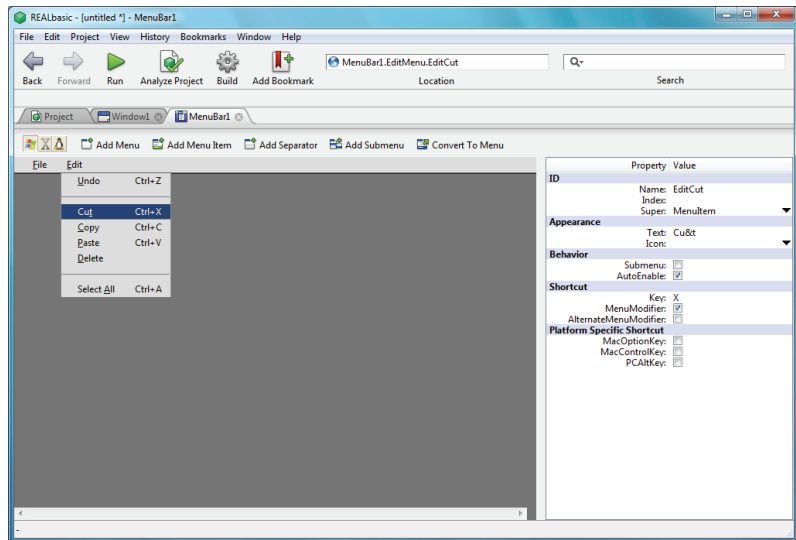 REALbasic - [untitled *] - MenuBar1
File Edit Project View History Bookmarks Window Help
MenuBar1.EditMenu.EditCut
Back Forward Run Analyze Project Build Add Bookmark Location Search
Project Window1 MenuBar1
Add Menu Add Menu Item Add Separator Add Submenu Convert To Menu
File Edit
Undo Ctrl+Z
Cut Ctrl+X
Copy Ctrl+C
Paste Ctrl+V
Delete
Select All Ctrl+A
Property Value
ID
Name: EditCut
Index:
Super: MenuItem
Appearance
Text: Cu&t
Icon:
Behavior
Submenu:
AutoEnable:
Shortcut
Key: X
MenuModifier:
AlternateMenuModifier:
Platform Specific Shortcut
MacOptionKey:
MacControlKey:
PCAltKey:
-